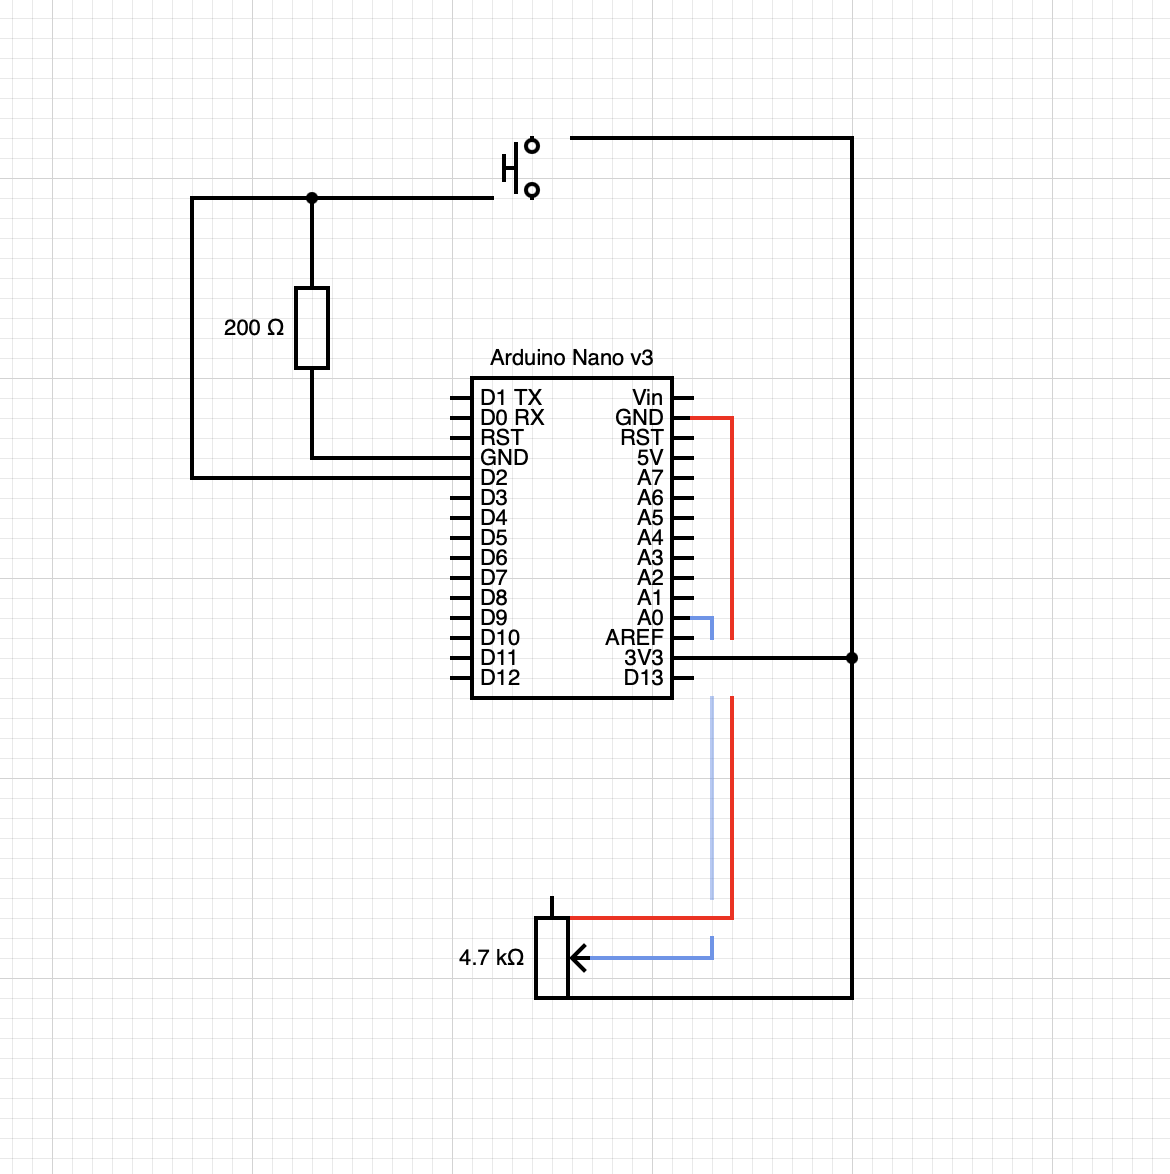 200 Ω
Arduino Nano v3
D1 TX
D0 RX
RST
GND
D2
D3
D4
D5
D6
D7
D8
D9
D10
D11
D12
Vin
GND
RST
5V
A7
A6
A5
A4
A3
A2
A1
A0
AREF
3V3
D13
4.7 kΩ